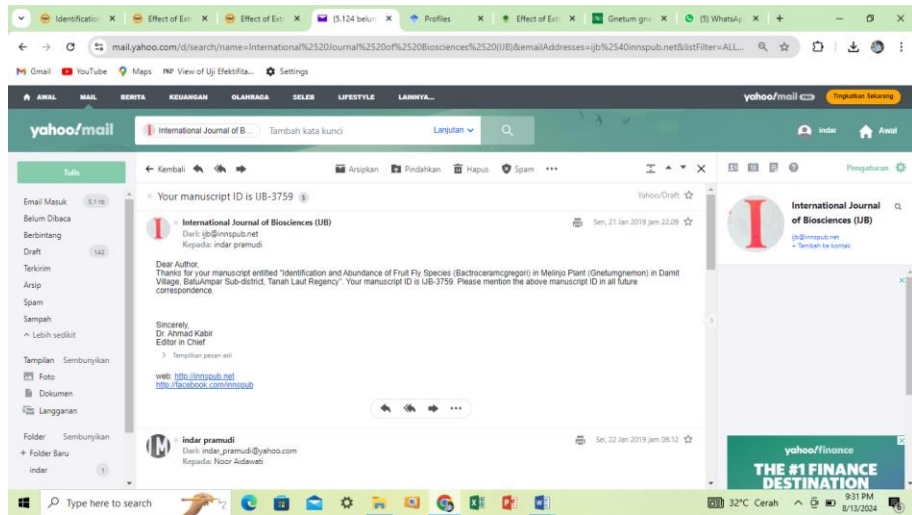 Identificatio
Effect of Ext
Effect of Ext
(5.124 belun
Profiles
Effect of Ext
Gnetum gne
(5) WhatsAp
mail.yahoo.com/d/search/name=International%2520Journal%2520of%2520Biosciences%2520(IJB)&emailAddresses=ijb%2540innspub.net&listFilter=ALL...
Gmail YouTube Maps View of Uji Efektifita... Settings
AWAL MAIL BERITA KEUANGAN OLAHRAGA SELEB LIFESTYLE LAINNYA...
yahoo!mail Tingkatkan Sekarang
yahoo!mail
International Journal of B... Tambah kata kunci Lanjutan
indar Awal
Tulis
Kembali Arsipkan Pindahkan Hapus Spam
Pengaturan
Email Masuk 5,1 rb
Belum Dibaca
Berbintang
Draft 142
Terkirim
Arsip
Spam
Sampah
Lebih sedikit
Tampilan Sembunyikan
Foto
Dokumen
Langganan
Folder Sembunyikan
+ Folder Baru
indar 1
Your manuscript ID is IJB-3759 5
Yahoo/Draft
International Journal of Biosciences (IJB)
Sen, 21 Jan 2019 jam 22.09
Dari: ijb@innspub.net
Kepada: indar pramudi
Dear Author,
Thanks for your manuscript entitled "Identification and Abundance of Fruit Fly Species (Bactroceramcgregori) in Melinjo Plant (Gnetumgnemon) in Damit
Village, BatuAmpar Sub-district, Tanah Laut Regency". Your manuscript ID is IJB-3759. Please mention the above manuscript ID in all future
correspondence.
Sincerely,
Dr. Ahmad Kabir
Editor in Chief
> Tampilkan pesan asli
web: http://innspub.net
http://facebook.com/innspub
indar pramudi
Sel, 22 Jan 2019 jam 09.12
Dari: indar_pramudi@yahoo.com
Kepada: Noor Aidawati
International Journal
of Biosciences (IJB)
ijb@innspub.net
+ Tambah ke kontak
yahoo!finance
THE #1 FINANCE
DESTINATION
Type here to search
32°C Cerah
9:31 PM
8/13/2024